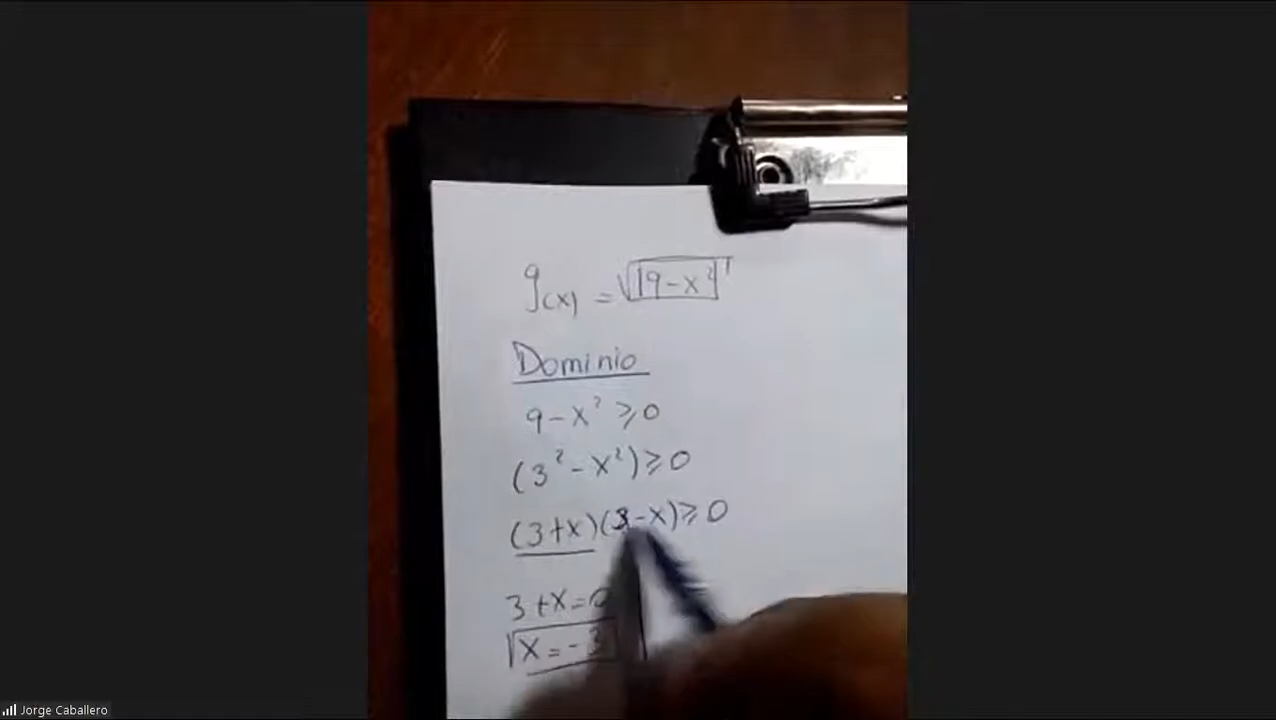 g(x) = √9-x²
Dominio
9-x² ≥0
(3²-x²)≥0
(3+x)(3-x)≥0
3+x=0
x=-3
Jorge Caballero